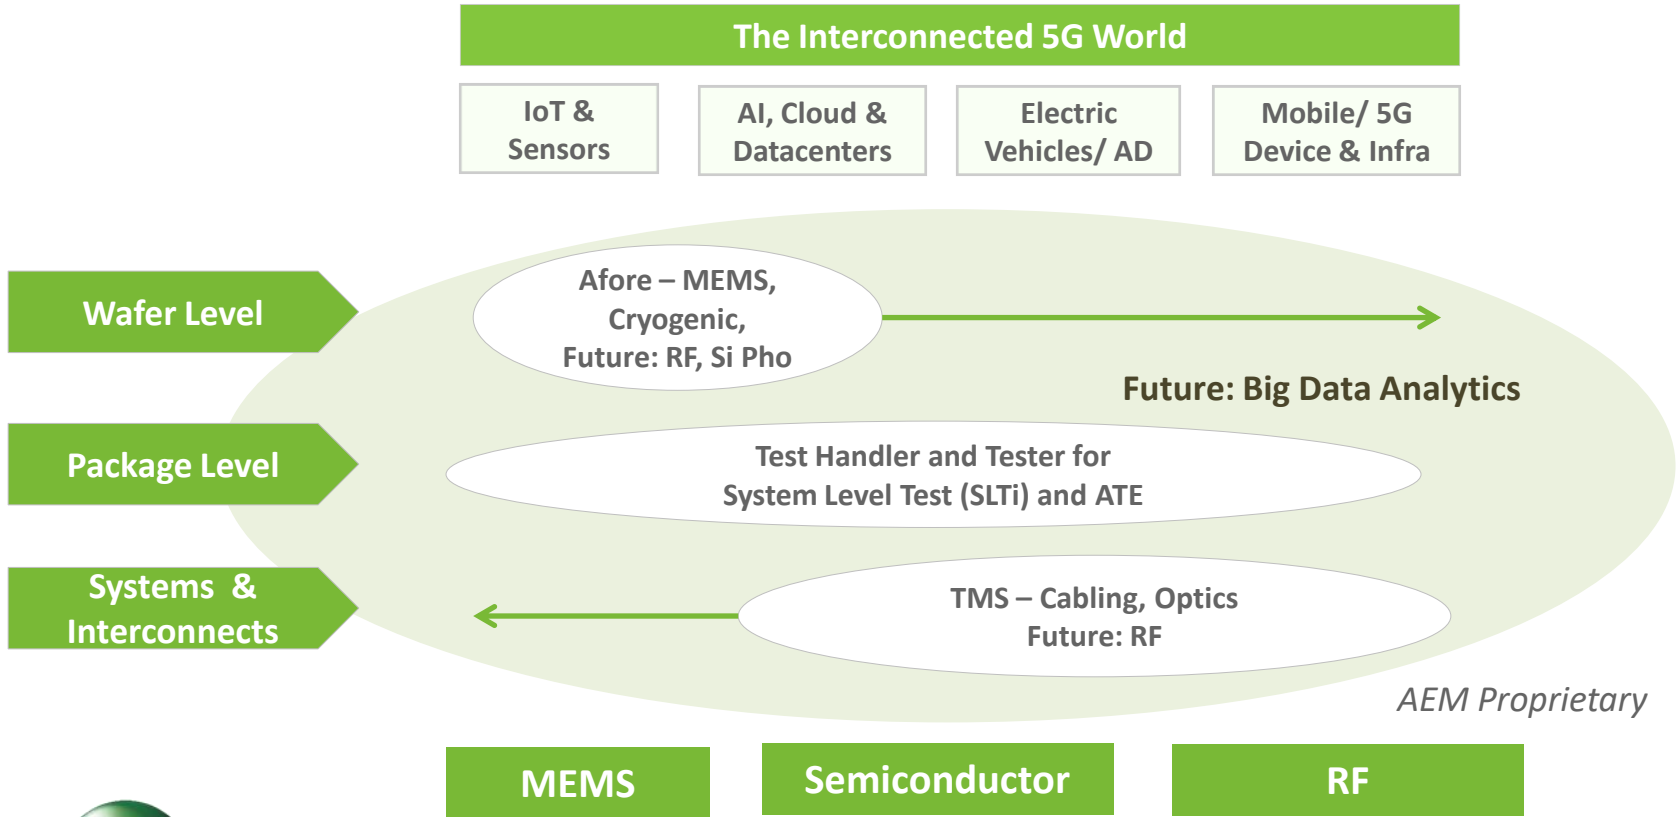 The Interconnected 5G World
IoT &
Sensors
AI, Cloud &
Datacenters
Electric
Vehicles/ AD
Mobile/ 5G
Device & Infra
Wafer Level
Afore – MEMS,
Cryogenic,
Future: RF, Si Pho
Future: Big Data Analytics
Package Level
Test Handler and Tester for
System Level Test (SLTi) and ATE
Systems &
Interconnects
TMS – Cabling, Optics
Future: RF
AEM Proprietary
MEMS
Semiconductor
RF